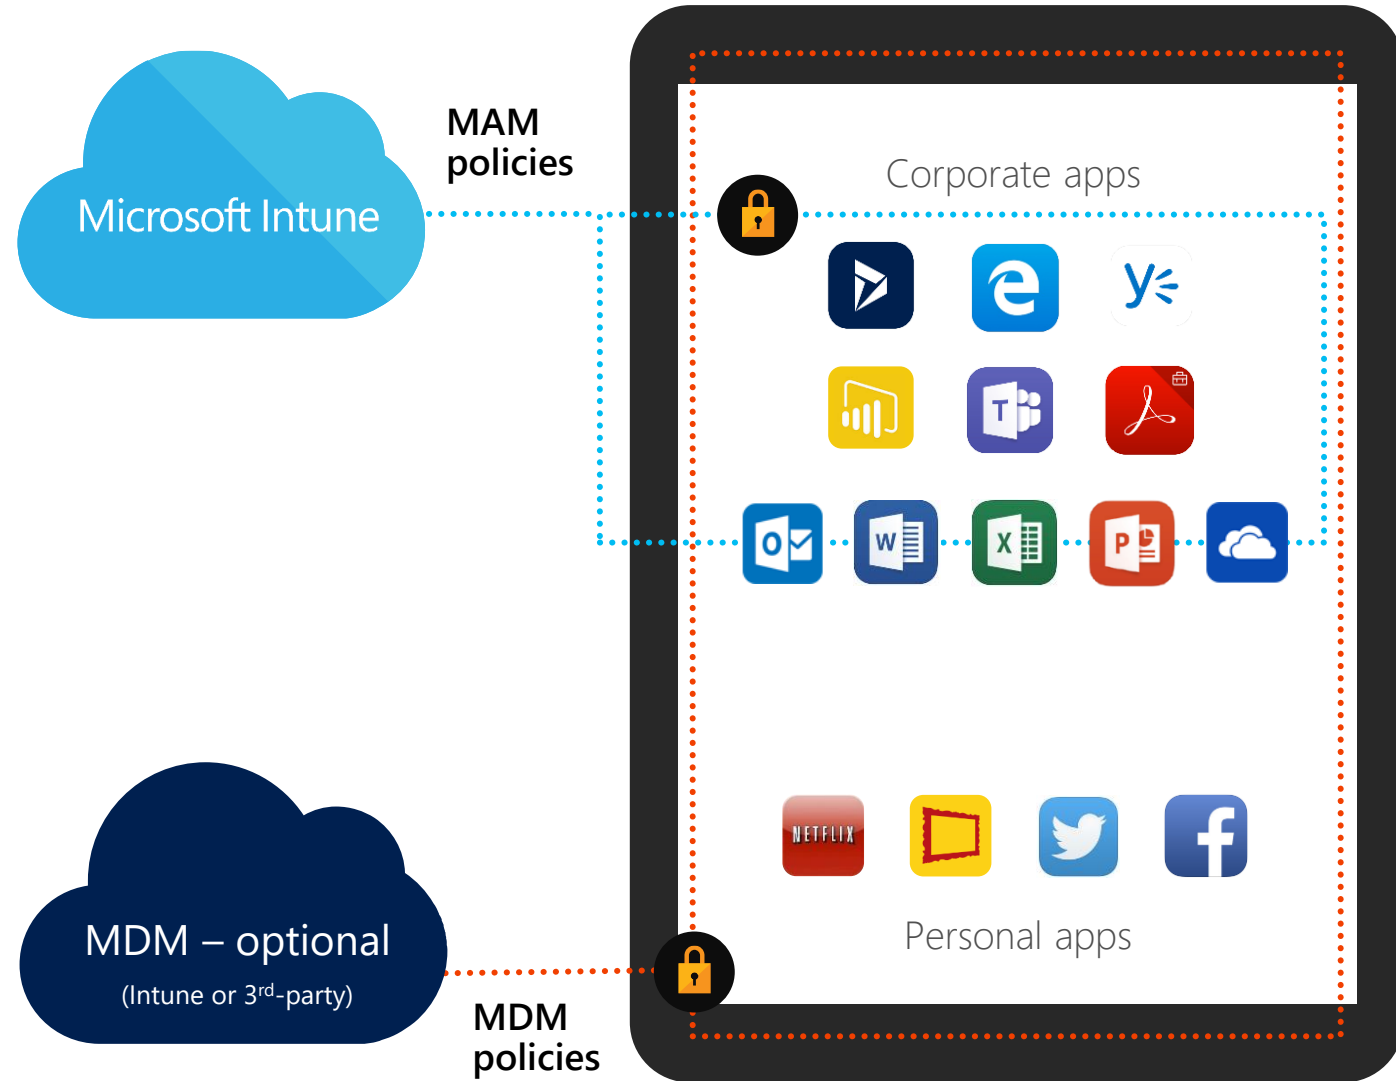 Microsoft Intune
MAM
policies
Corporate apps
e
y
T
O
W
X
P
NETFLIX
f
Personal apps
MDM – optional
(Intune or 3rd-party)
MDM
policies